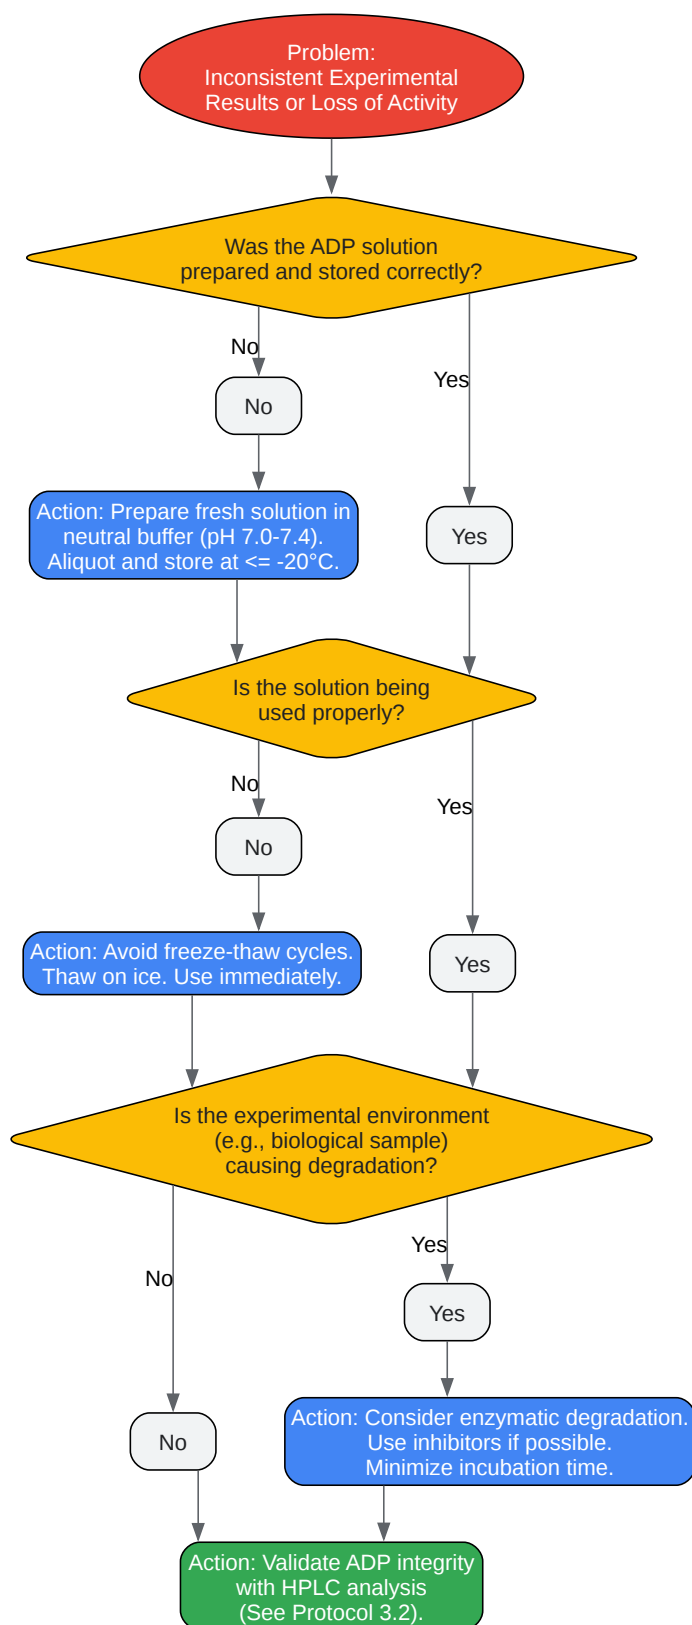 Problem:
Inconsistent Experimental
Results or Loss of Activity
Was the ADP solution
prepared and stored correctly?
No
Yes
No
Action: Prepare fresh solution in
neutral buffer (pH 7.0-7.4).
Aliquot and store at <= -20°C.
Yes
Is the solution being
used properly?
No
Yes
No
Action: Avoid freeze-thaw cycles.
Thaw on ice. Use immediately.
Yes
Is the experimental environment
(e.g., biological sample)
causing degradation?
Yes
No
Yes
Action: Consider enzymatic degradation.
Use inhibitors if possible.
Minimize incubation time.
No
Action: Validate ADP integrity
with HPLC analysis
(See Protocol 3.2).